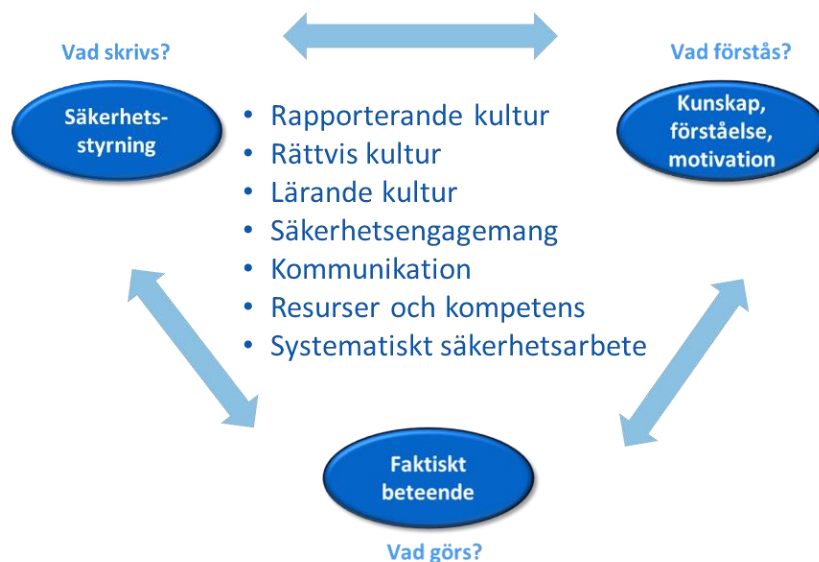 Vad skrivs?
Vad förstås?
Säkerhets-
styrning
Kunskap,
förståelse,
motivation
• Rapporterande kultur
• Rättvis kultur
• Lärande kultur
• Säkerhetsengagemang
• Kommunikation
• Resurser och kompetens
• Systematiskt säkerhetsarbete
Faktiskt
beteende
Vad görs?